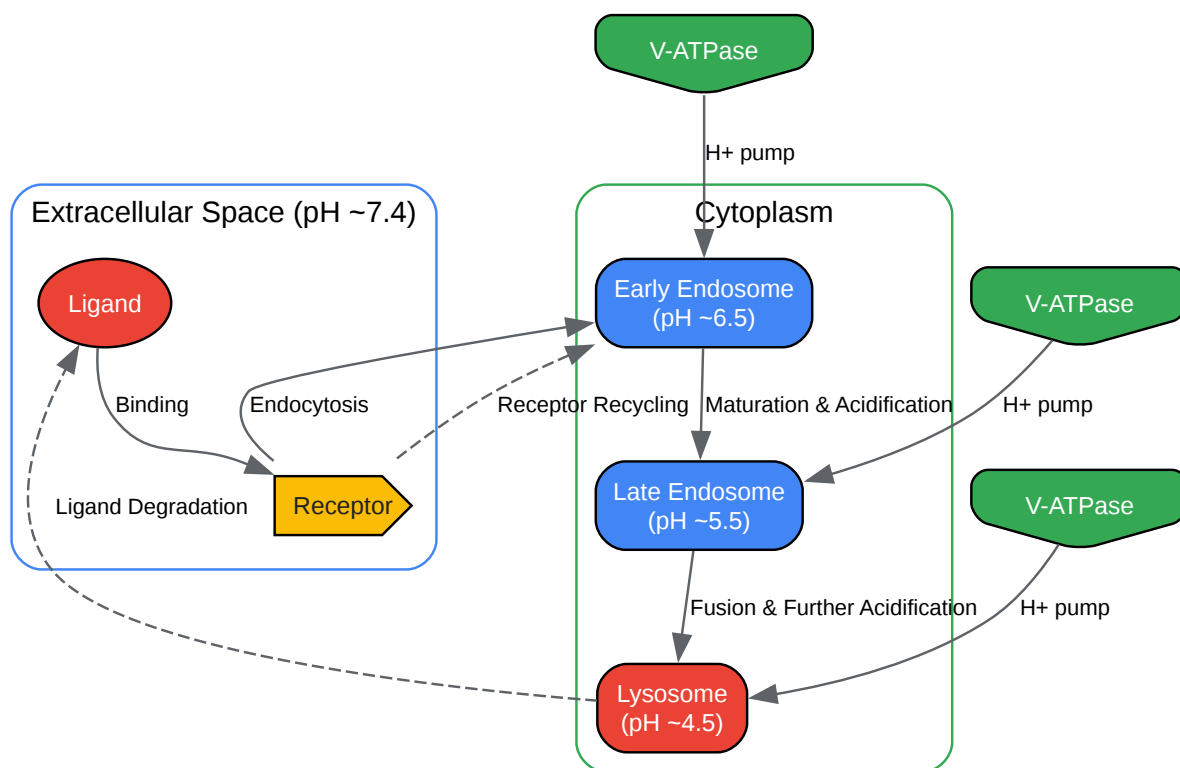 V-ATPase
H+ pump
Extracellular Space (pH ~7.4)
Cytoplasm
Ligand
Early Endosome
(pH ~6.5)
V-ATPase
Binding
Endocytosis
Receptor Recycling
Maturation & Acidification
H+ pump
Ligand Degradation
Receptor
Late Endosome
(pH ~5.5)
V-ATPase
Fusion & Further Acidification
H+ pump
Lysosome
(pH ~4.5)